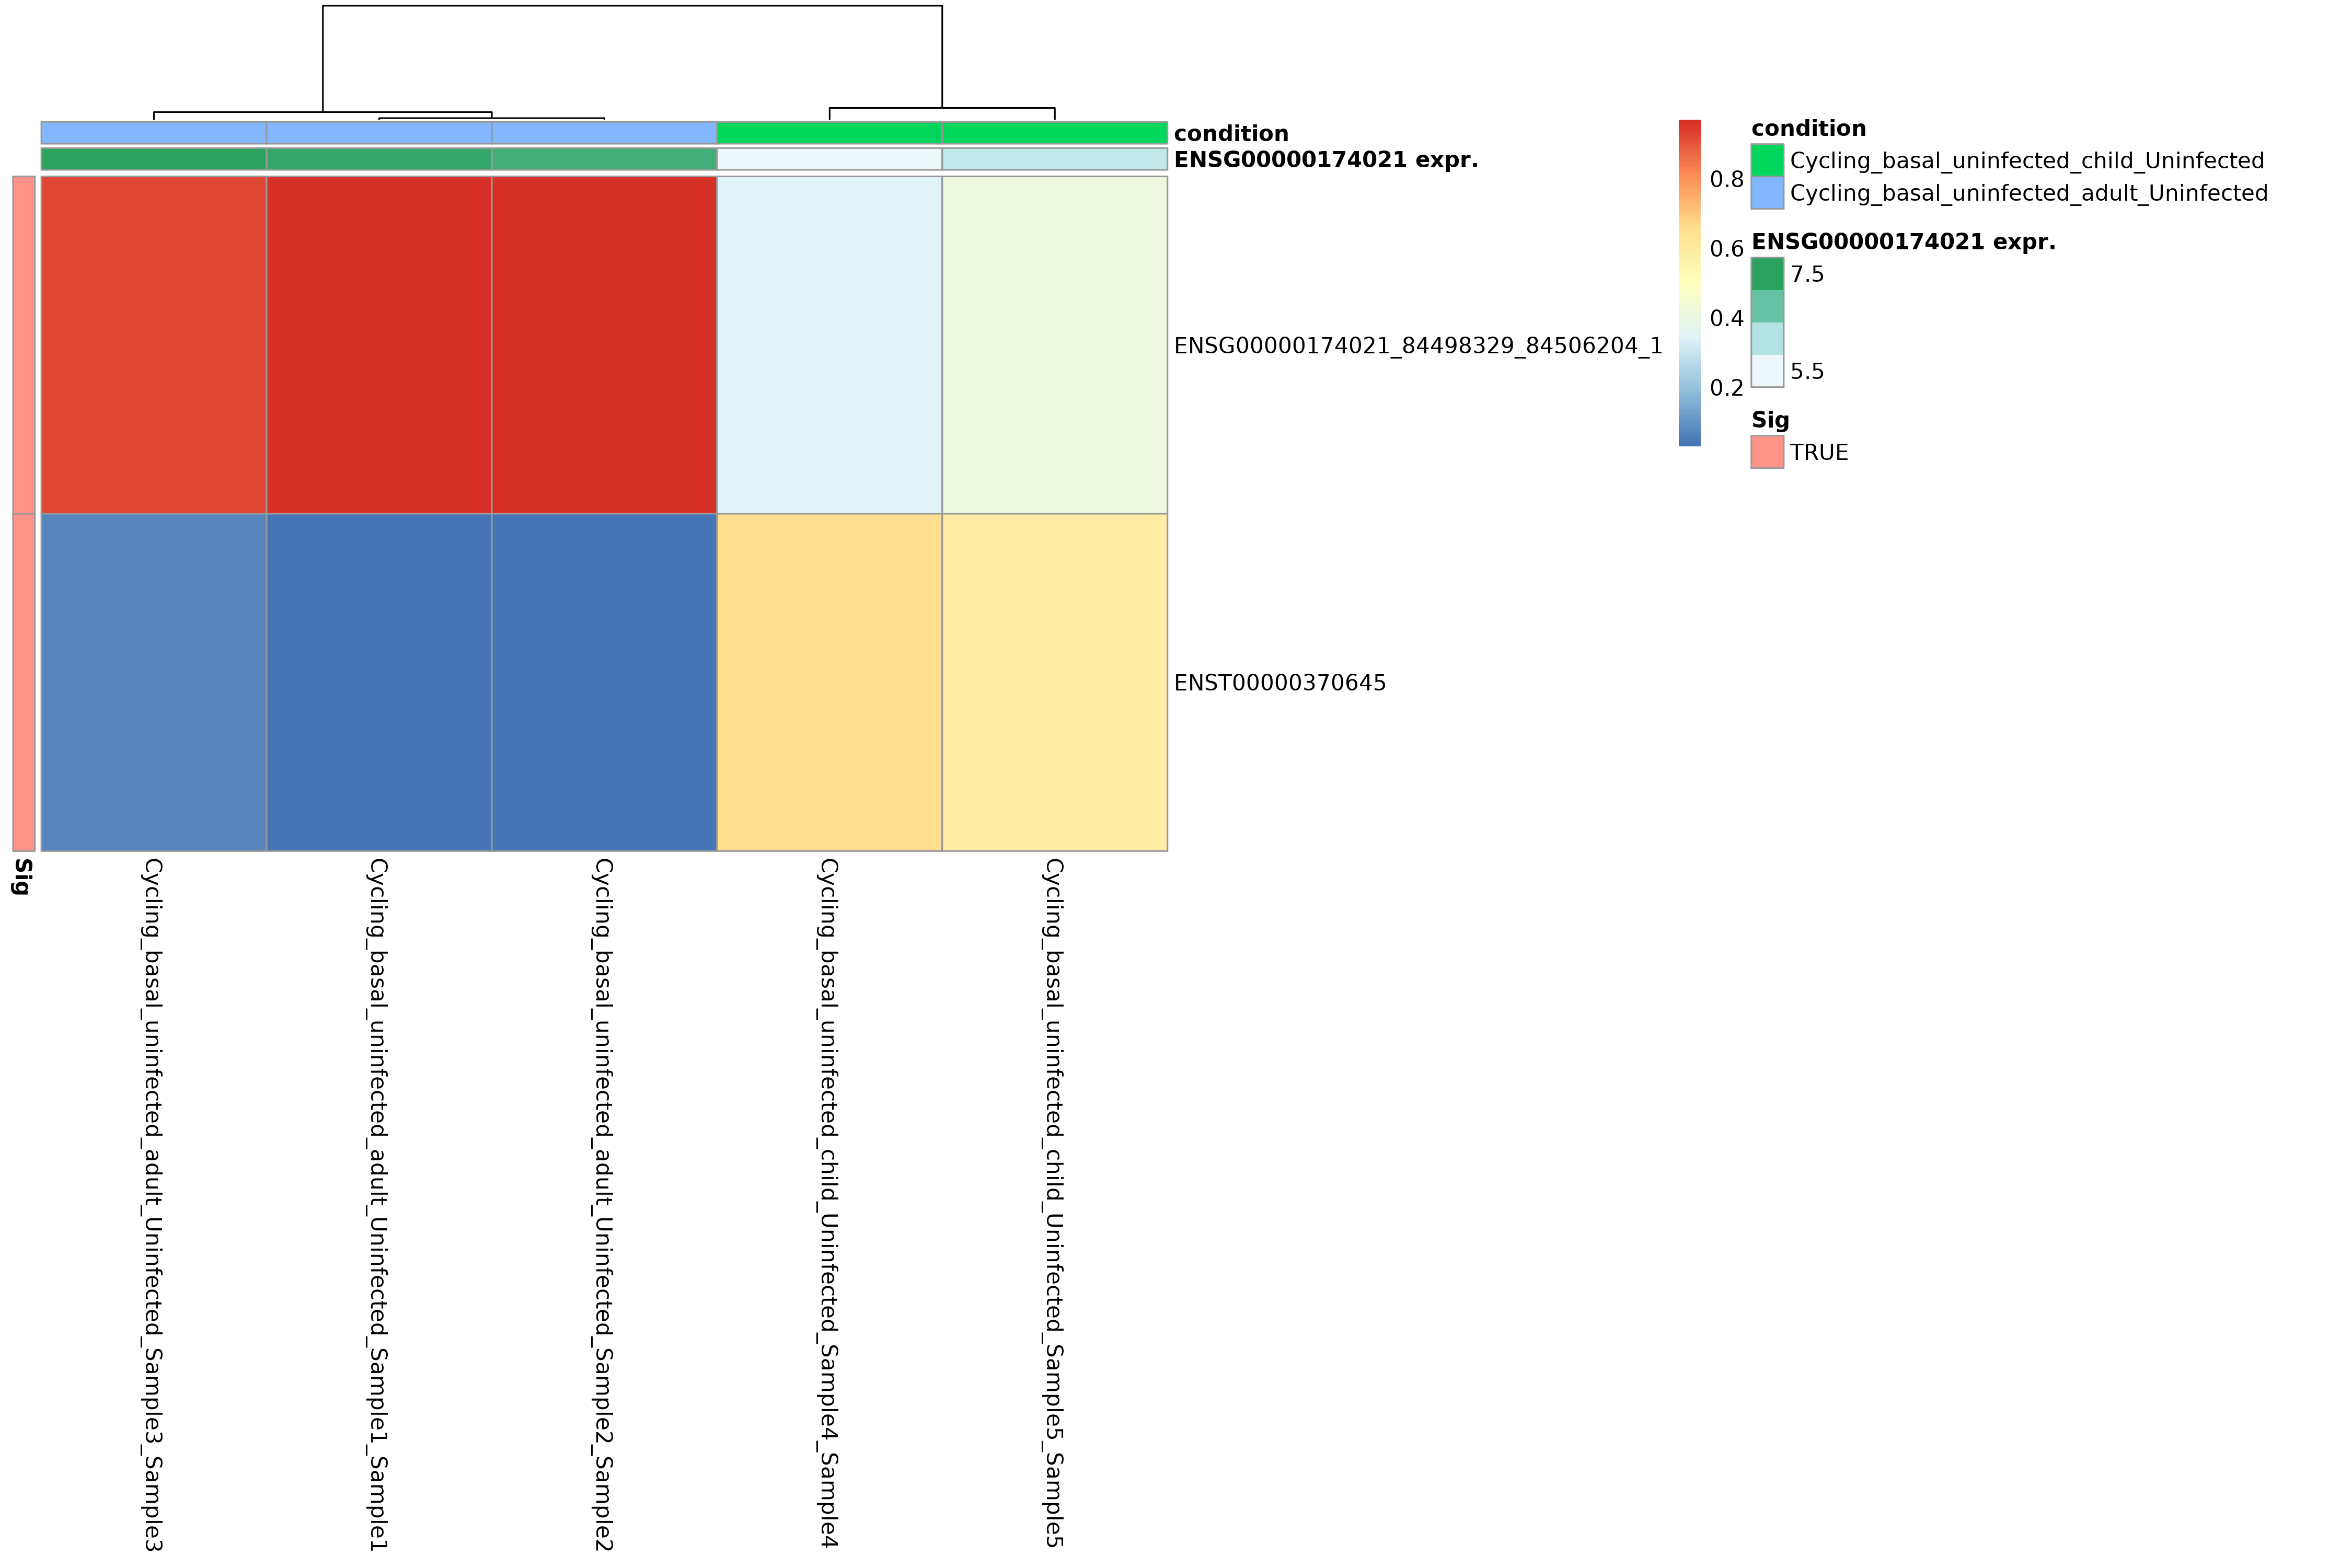 condition
ENSG00000174021 expr.
ENSG00000174021_84498329_84506204_1
ENST00000370645
Sig
Cycling_basal_uninfected_adult_Uninfected_Sample3_Sample3
Cycling_basal_uninfected_adult_Uninfected_Sample1_Sample1
Cycling_basal_uninfected_adult_Uninfected_Sample2_Sample2
Cycling_basal_uninfected_child_Uninfected_Sample4_Sample4
Cycling_basal_uninfected_child_Uninfected_Sample5_Sample5
0.8
0.6
0.4
0.2
condition
Cycling_basal_uninfected_child_Uninfected
Cycling_basal_uninfected_adult_Uninfected
ENSG00000174021 expr.
7.5
5.5
Sig
TRUE